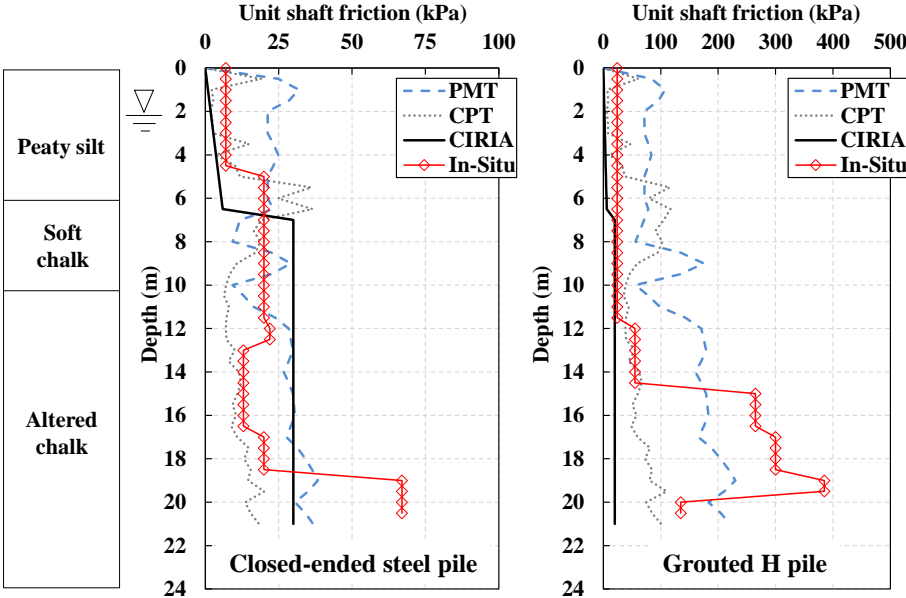 Unit shaft friction (kPa)
0 25 50 75 100
Unit shaft friction (kPa)
0 100 200 300 400 500
Peaty silt
Soft
chalk
Altered
chalk
Depth (m)
0
2
4
6
8
10
12
14
16
18
20
22
24
PMT
CPT
CIRIA
In-Situ
Closed-ended steel pile
Depth (m)
0
2
4
6
8
10
12
14
16
18
20
22
24
PMT
CPT
CIRIA
In-Situ
Grouted H pile